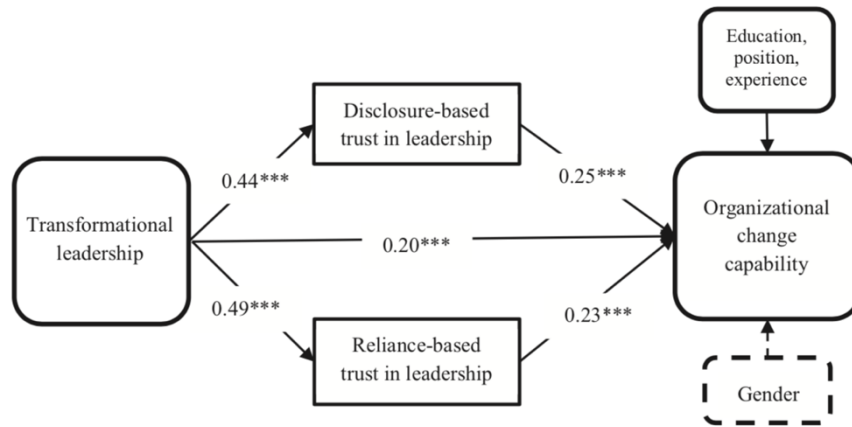 Education,
position,
experience
Disclosure-based
trust in leadership
0.44***
0.25***
Transformational
leadership
Organizational
change
capability
0.20***
0.49***
0.23***
Reliance-based
trust in leadership
Gender